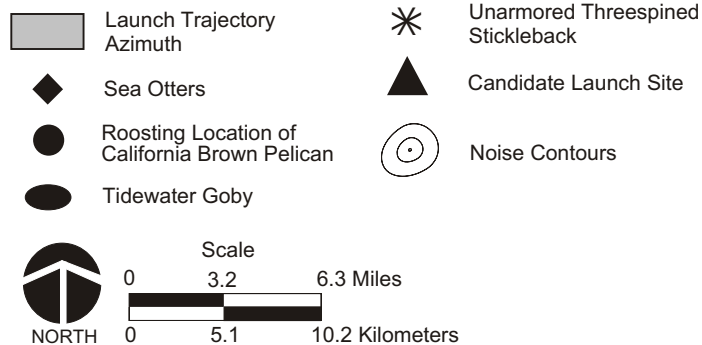 Launch Trajectory
Azimuth
Sea Otters
Roosting Location of
California Brown Pelican
Tidewater Goby
Unarmored Threespined
Stickleback
Candidate Launch Site
Noise Contours
Scale
0 3.2 6.3 Miles
0 5.1 10.2 Kilometers
NORTH